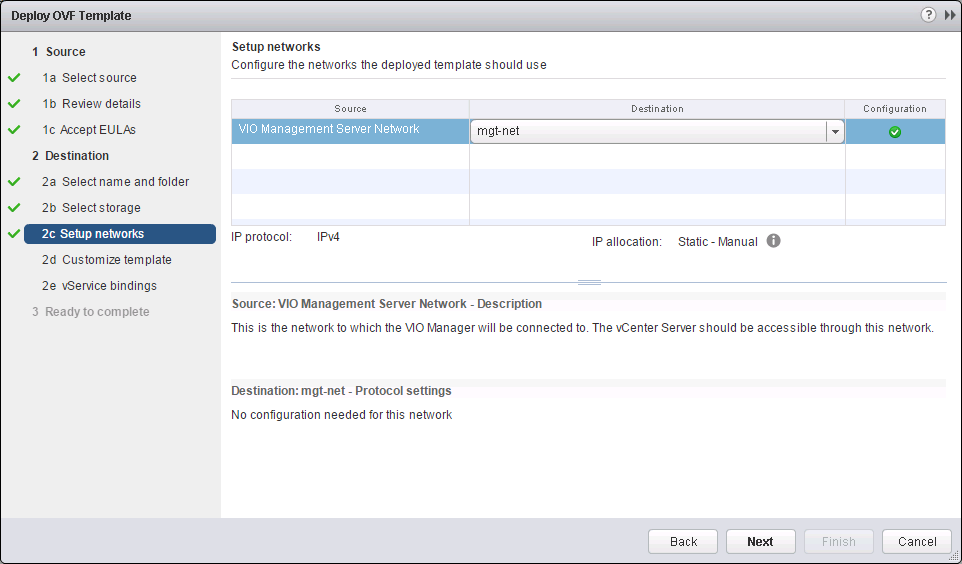 Deploy OVF Template
1 Source
1a Select source
1b Review details
1c Accept EULAs
2 Destination
2a Select name and folder
2b Select storage
2c Setup networks
2d Customize template
2e vService bindings
3 Ready to complete
Setup networks
Configure the networks the deployed template should use
Source Destination Configuration
VIO Management Server Network mgt-net
IP protocol: IPv4 IP allocation: Static - Manual
Source: VIO Management Server Network - Description
This is the network to which the VIO Manager will be connected to. The vCenter Server should be accessible through this network.
Destination: mgt-net - Protocol settings
No configuration needed for this network
Back Next Finish Cancel